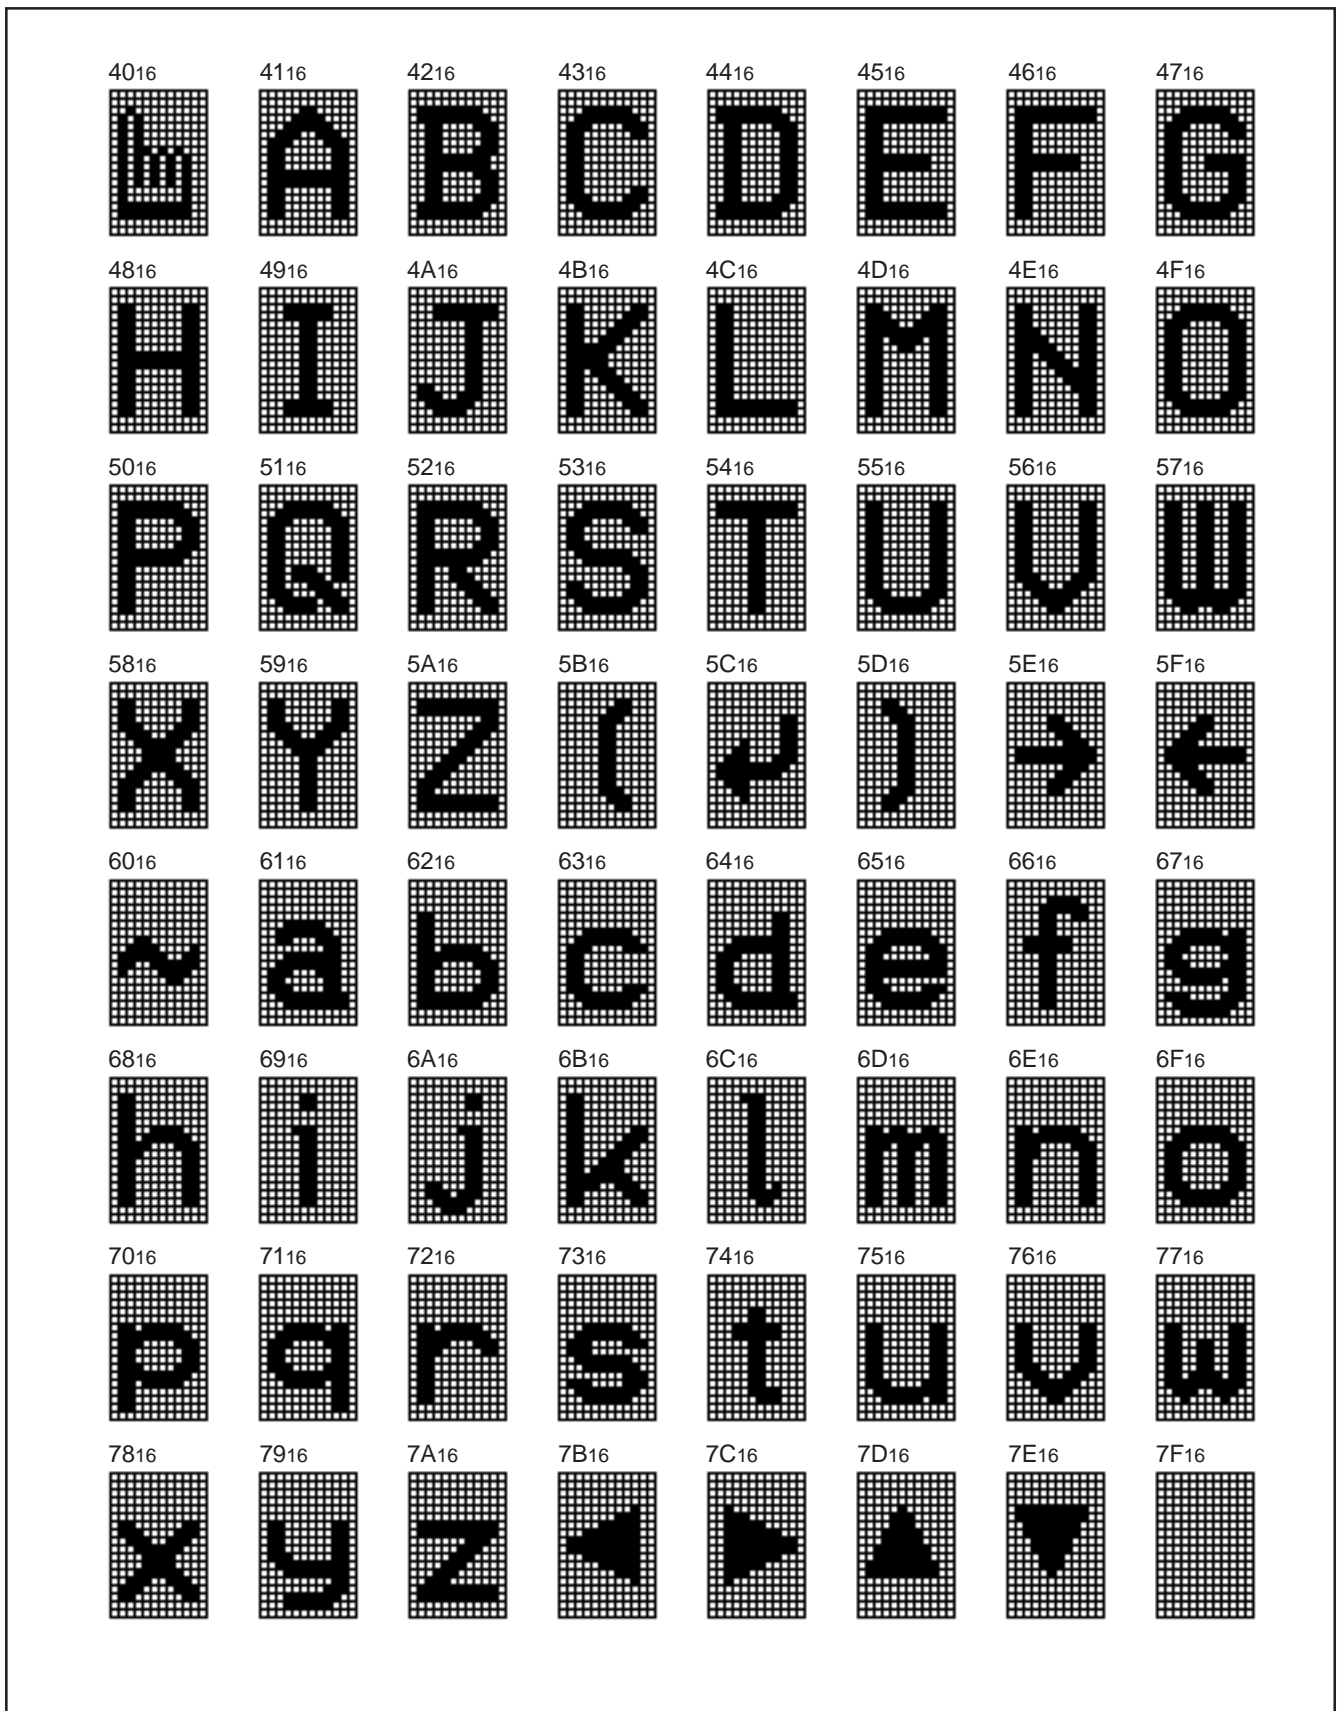 4016 4116 4216 4316 4416 4516 4616 4716
A B C D E F G
4816 4916 4A16 4B16 4C16 4D16 4E16 4F16
H I J K L M N O
5016 5116 5216 5316 5416 5516 5616 5716
P Q R S T U V W
5816 5916 5A16 5B16 5C16 5D16 5E16 5F16
X Y Z ( ↲ ) → ←
6016 6116 6216 6316 6416 6516 6616 6716
~ a b c d e f g
6816 6916 6A16 6B16 6C16 6D16 6E16 6F16
h i j k l m n o
7016 7116 7216 7316 7416 7516 7616 7716
p q r s t u v w
7816 7916 7A16 7B16 7C16 7D16 7E16 7F16
x y z ◀ ▶ ▲ ▼